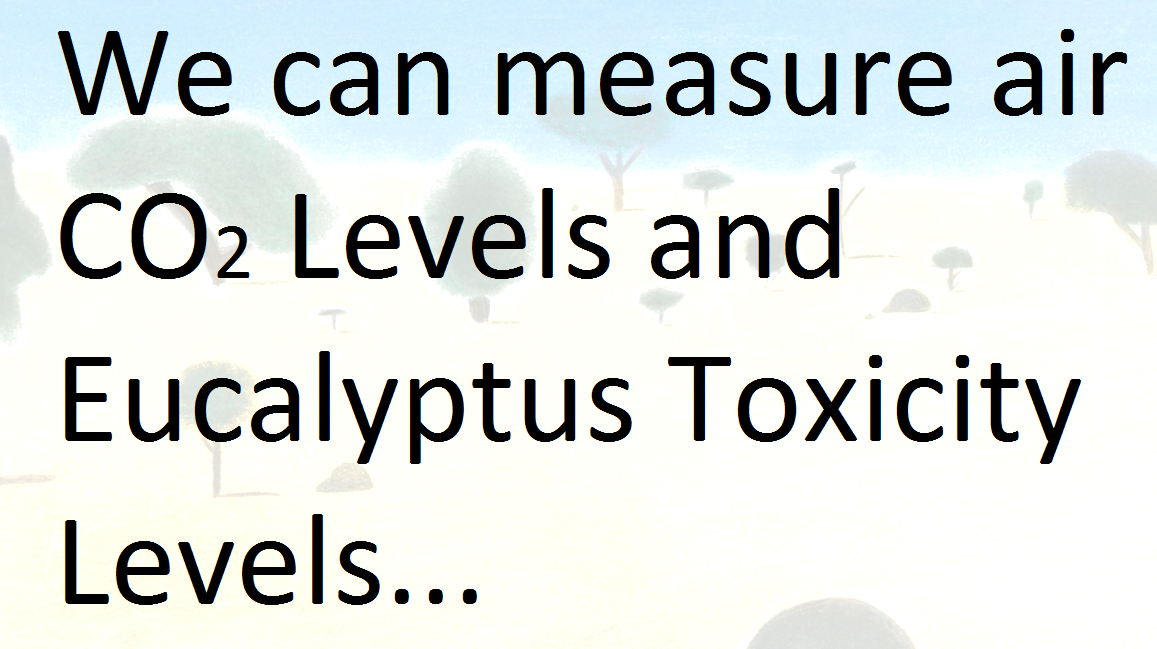 We can measure air
CO₂ Levels and
Eucalyptus Toxicity
Levels...